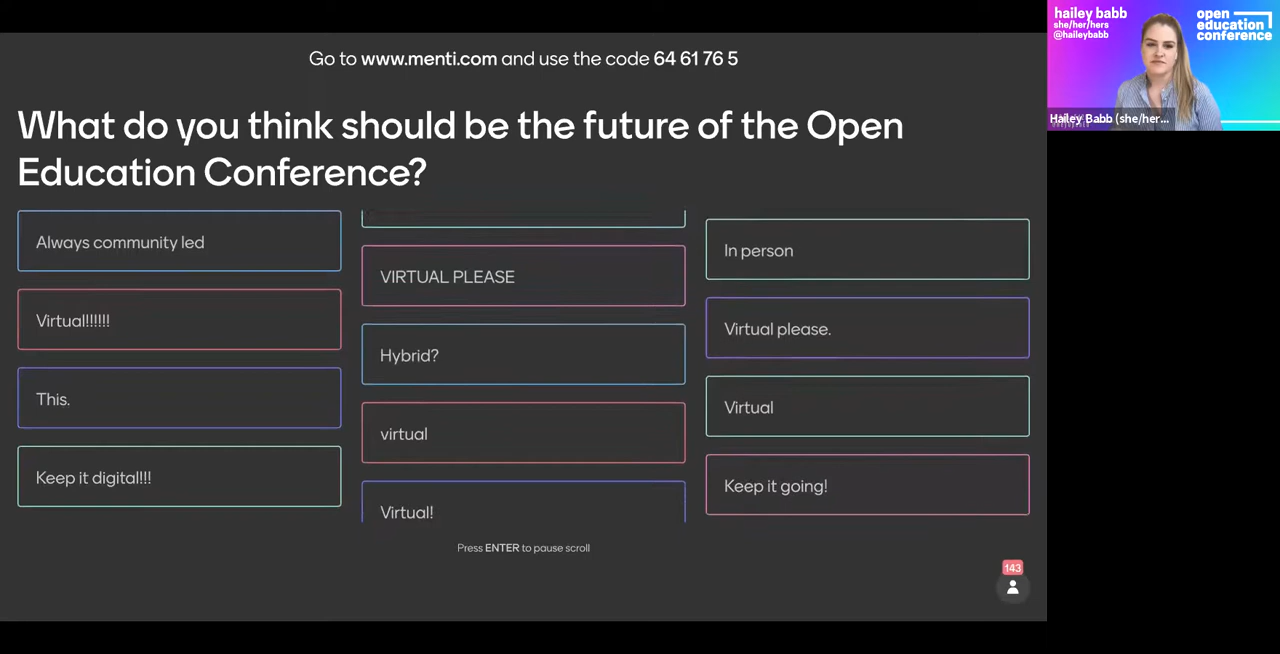 Go to www.menti.com and use the code 64 61 76 5
What do you think should be the future of the Open
Education Conference?
Always community led
Virtual!!!!!!
This.
Keep it digital!!!
VIRTUAL PLEASE
Hybrid?
virtual
Virtual!
In person
Virtual please.
Virtual
Keep it going!
Press ENTER to pause scroll
143
hailey babb
she/her/hers
@haileybabb
open
education
conference
Hailey Babb (she/her...